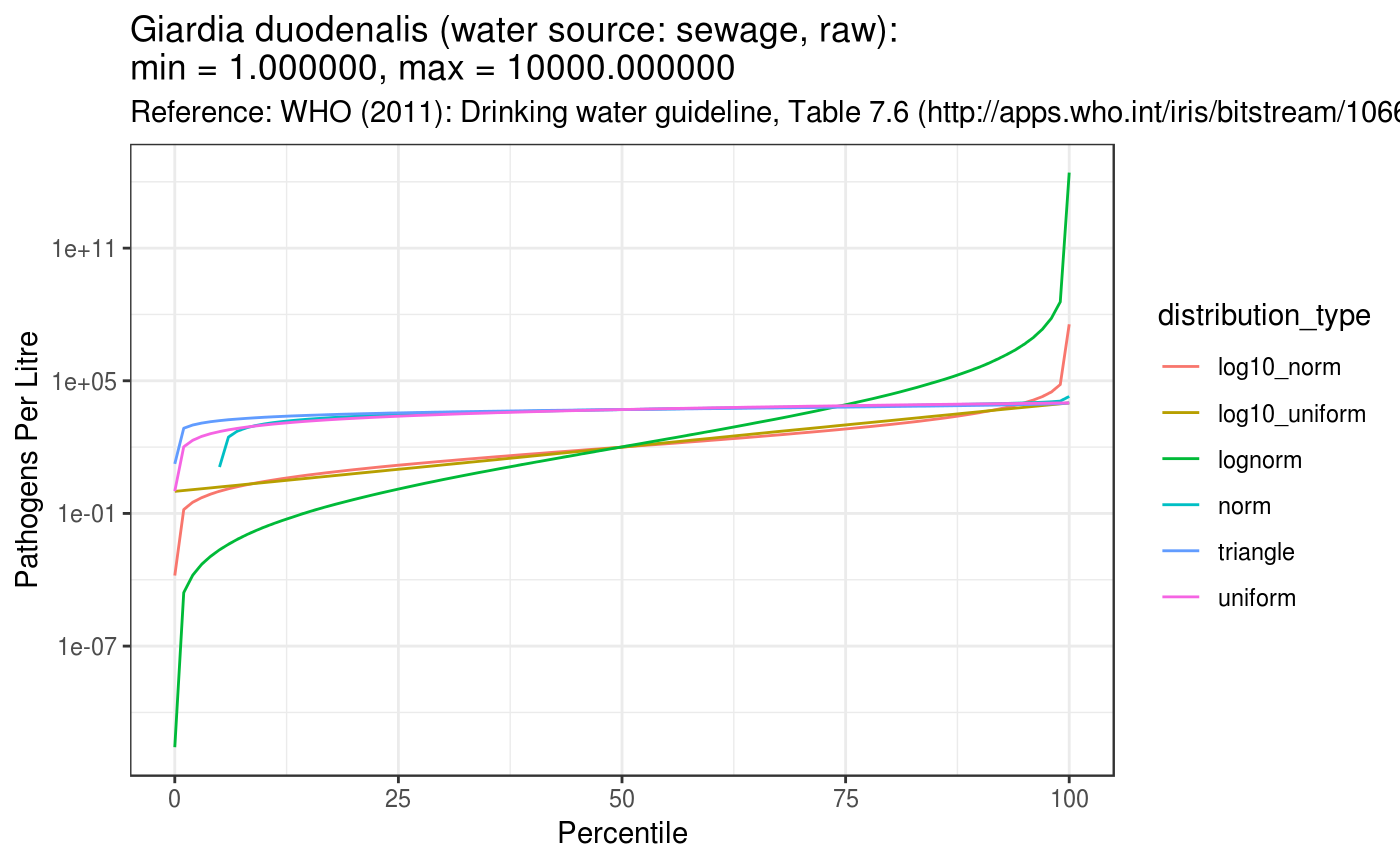 Giardia duodenalis (water source: sewage, raw):
min = 1.000000, max = 10000.000000
Reference: WHO (2011): Drinking water guideline, Table 7.6 (http://apps.who.int/iris/bitstream/1066
Pathogens Per Litre
1e+11
1e+05
1e-01
1e-07
0 25 50 75 100
Percentile
distribution_type
log10_norm
log10_uniform
lognorm
norm
triangle
uniform